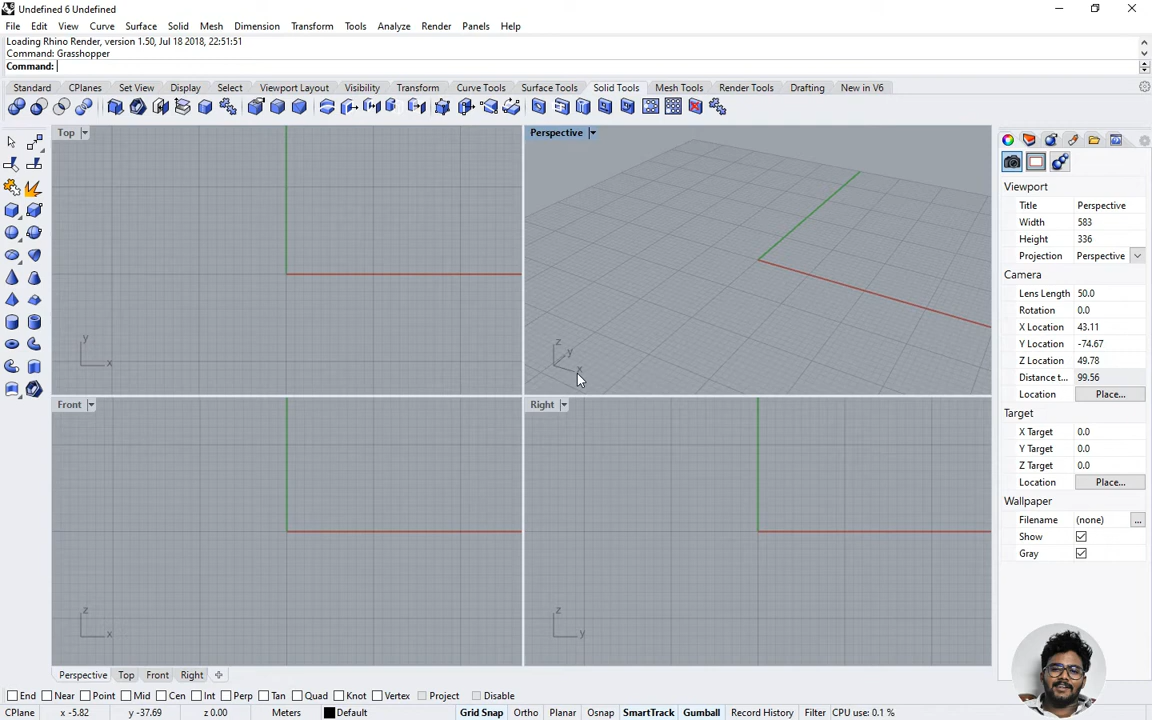 Undefined 6 Undefined
File Edit View Curve Surface Solid Mesh Dimension Transform Tools Analyze Render Panels Help
Loading Rhino Render, version 1.50, Jul 18 2018, 22:51:51
Command: Grasshopper
Command:
Standard CPlanes Set View Display Select Viewport Layout Visibility Transform Curve Tools Surface Tools Solid Tools Mesh Tools Render Tools Drafting New in V6
Top
y
x
Perspective
z
y
x
Front
z
x
Right
z
y
Viewport
Title Perspective
Width 583
Height 336
Projection Perspective
Camera
Lens Length 50.0
Rotation 0.0
X Location 43.11
Y Location -74.67
Z Location 49.78
Distance t... 99.56
Location Place...
Target
X Target 0.0
Y Target 0.0
Z Target 0.0
Location Place...
Wallpaper
Filename (none) ...
Show
Gray
Perspective Top Front Right
End Near Point Mid Cen Int Perp Tan Quad Knot Vertex Project Disable
CPlane x -5.82 y -37.69 z 0.00 Meters Default Grid Snap Ortho Planar Osnap SmartTrack Gumball Record History Filter CPU use: 0.1 %